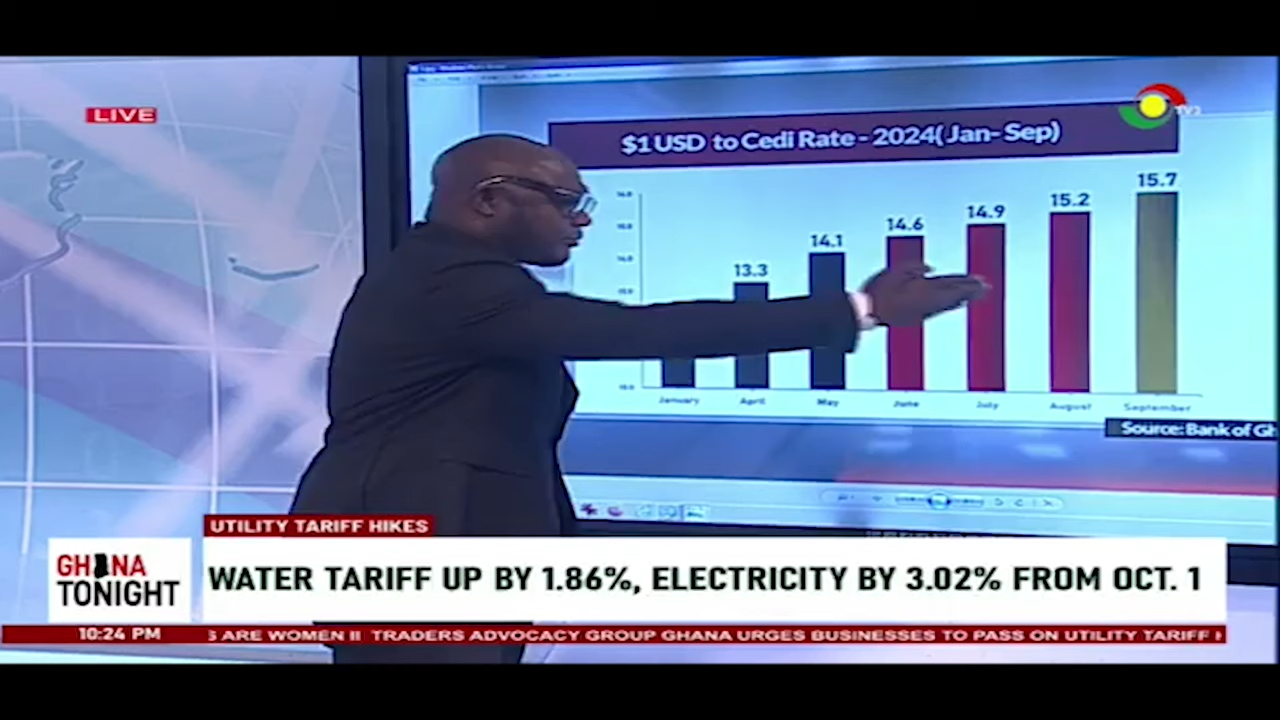 LIVE
TV3
$1 USD to Cedi Rate - 2024( Jan- Sep)
15.7
15.2
14.9
14.6
14.1
13.3
January
April
May
June
July
August
September
Source: Bank of Gh
UTILITY TARIFF HIKES
GHANA
TONIGHT
WATER TARIFF UP BY 1.86%, ELECTRICITY BY 3.02% FROM OCT. 1
10:24 PM
S ARE WOMEN II TRADERS ADVOCACY GROUP GHANA URGES BUSINESSES TO PASS ON UTILITY TARIFF